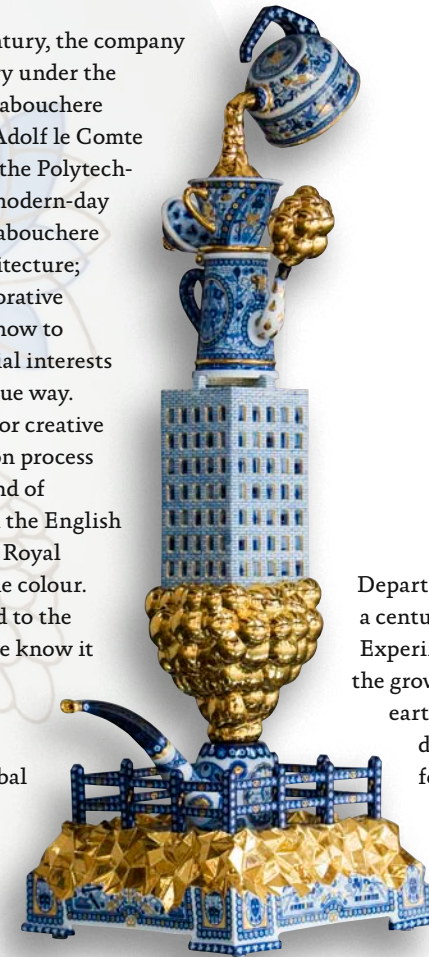 ntury, the company
y under the
abouchere
Adolf le Comte
the Polytech-
modern-day
abouchere
itecture;
orative
how to
ial interests
ue way.
or creative
on process
nd of
the English
Royal
e colour.
d to the
e know it
bal
Depart
a centu
Experi
the grow
eart
d
fo